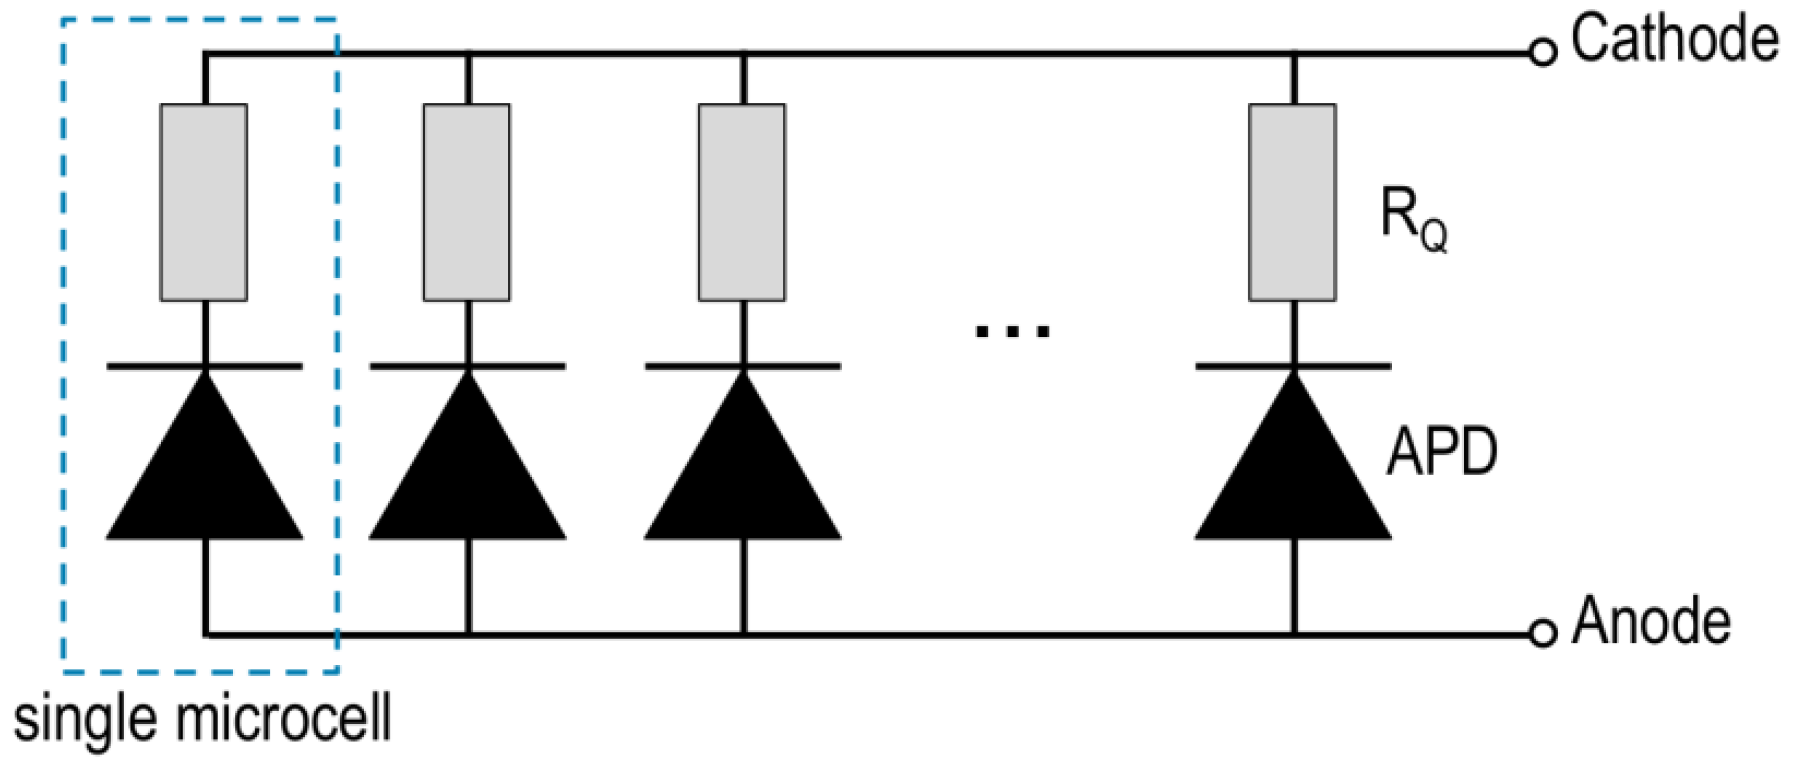 Cathode
RQ
...
APD
Anode
single microcell